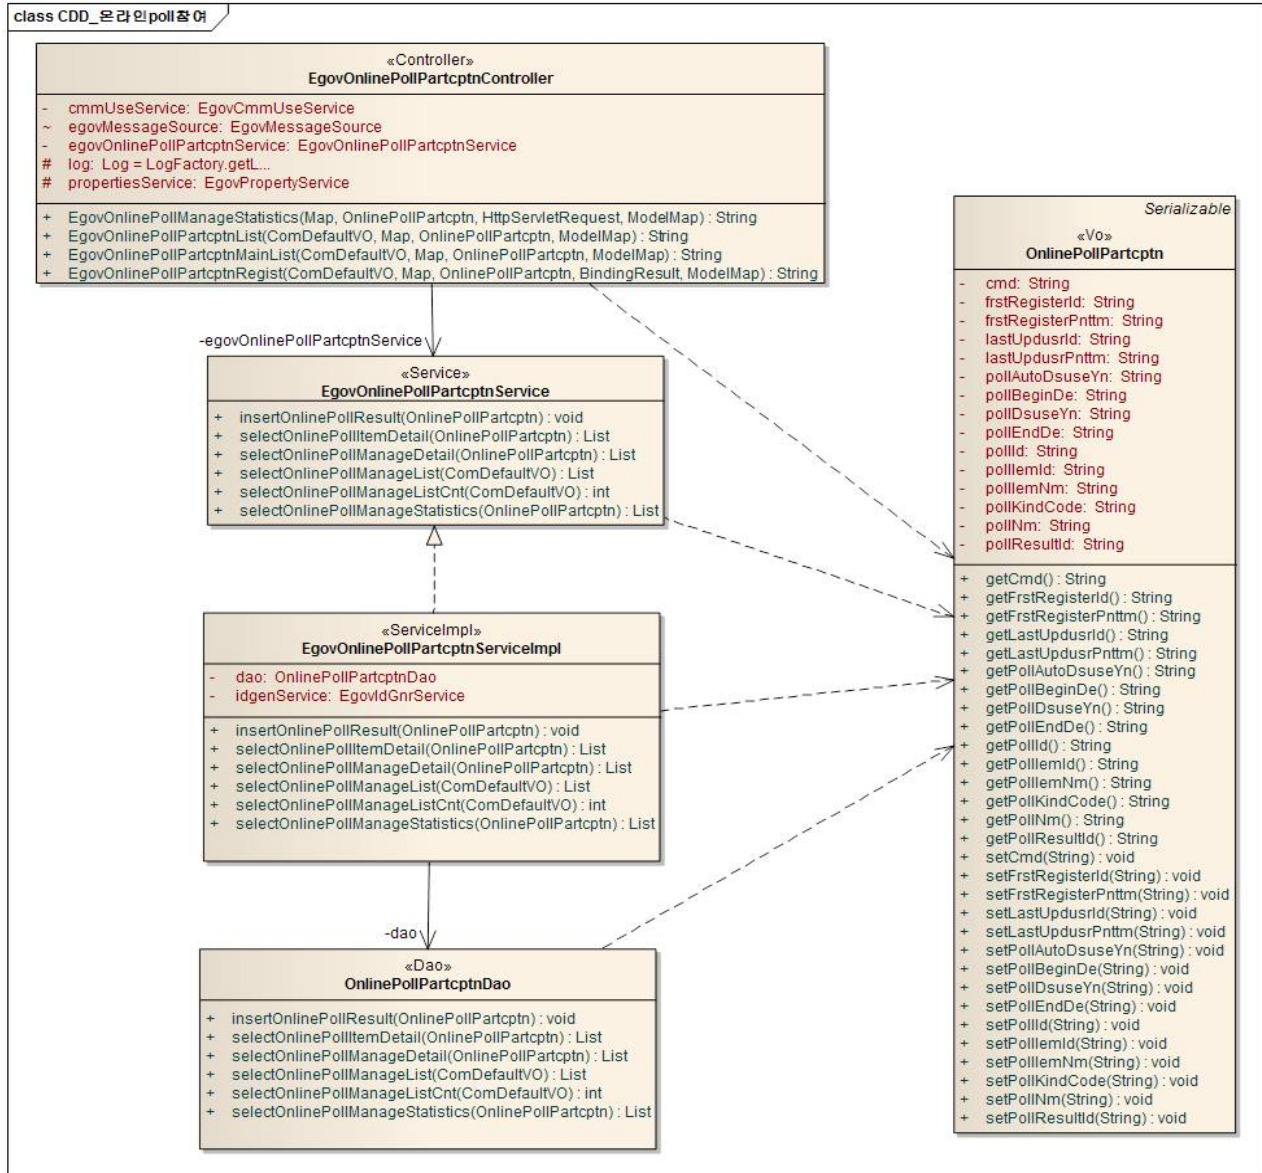 class CDD_온라인poll참여
«Controller»
EgovOnlinePollPartcptnController
- cmmUseService: EgovCmmUseService
~ egovMessageSource: EgovMessageSource
- egovOnlinePollPartcptnService: EgovOnlinePollPartcptnService
# log: Log = LogFactory.getL...
# propertiesService: EgovPropertyService
+ EgovOnlinePollManageStatistics(Map, OnlinePollPartcptn, HttpServletRequest, ModelMap) : String
+ EgovOnlinePollPartcptnList(ComDefaultVO, Map, OnlinePollPartcptn, ModelMap) : String
+ EgovOnlinePollPartcptnMainList(ComDefaultVO, Map, OnlinePollPartcptn, ModelMap) : String
+ EgovOnlinePollPartcptnRegist(ComDefaultVO, Map, OnlinePollPartcptn, BindingResult, ModelMap) : String
-egovOnlinePollPartcptnService
«Service»
EgovOnlinePollPartcptnService
+ insertOnlinePollResult(OnlinePollPartcptn) : void
+ selectOnlinePollItemDetail(OnlinePollPartcptn) : List
+ selectOnlinePollManageDetail(OnlinePollPartcptn) : List
+ selectOnlinePollManageList(ComDefaultVO) : List
+ selectOnlinePollManageListCnt(ComDefaultVO) : int
+ selectOnlinePollManageStatistics(OnlinePollPartcptn) : List
«ServiceImpl»
EgovOnlinePollPartcptnServiceImpl
- dao: OnlinePollPartcptnDao
- idgenService: EgovIdGnrService
+ insertOnlinePollResult(OnlinePollPartcptn) : void
+ selectOnlinePollItemDetail(OnlinePollPartcptn) : List
+ selectOnlinePollManageDetail(OnlinePollPartcptn) : List
+ selectOnlinePollManageList(ComDefaultVO) : List
+ selectOnlinePollManageListCnt(ComDefaultVO) : int
+ selectOnlinePollManageStatistics(OnlinePollPartcptn) : List
-dao
«Dao»
OnlinePollPartcptnDao
+ insertOnlinePollResult(OnlinePollPartcptn) : void
+ selectOnlinePollItemDetail(OnlinePollPartcptn) : List
+ selectOnlinePollManageDetail(OnlinePollPartcptn) : List
+ selectOnlinePollManageList(ComDefaultVO) : List
+ selectOnlinePollManageListCnt(ComDefaultVO) : int
+ selectOnlinePollManageStatistics(OnlinePollPartcptn) : List
Serializable
«Vo»
OnlinePollPartcptn
- cmd: String
- frstRegisterId: String
- frstRegisterPnttm: String
- lastUpdusrId: String
- lastUpdusrPnttm: String
- pollAutoDsuseYn: String
- pollBeginDe: String
- pollDsuseYn: String
- pollEndDe: String
- pollId: String
- pollIemId: String
- pollIemNm: String
- pollKindCode: String
- pollNm: String
- pollResultId: String
+ getCmd() : String
+ getFrstRegisterId() : String
+ getFrstRegisterPnttm() : String
+ getLastUpdusrId() : String
+ getLastUpdusrPnttm() : String
+ getPollAutoDsuseYn() : String
+ getPollBeginDe() : String
+ getPollDsuseYn() : String
+ getPollEndDe() : String
+ getPollId() : String
+ getPollIemId() : String
+ getPollIemNm() : String
+ getPollKindCode() : String
+ getPollNm() : String
+ getPollResultId() : String
+ setCmd(String) : void
+ setFrstRegisterId(String) : void
+ setFrstRegisterPnttm(String) : void
+ setLastUpdusrId(String) : void
+ setLastUpdusrPnttm(String) : void
+ setPollAutoDsuseYn(String) : void
+ setPollBeginDe(String) : void
+ setPollDsuseYn(String) : void
+ setPollEndDe(String) : void
+ setPollId(String) : void
+ setPollIemId(String) : void
+ setPollIemNm(String) : void
+ setPollKindCode(String) : void
+ setPollNm(String) : void
+ setPollResultId(String) : void